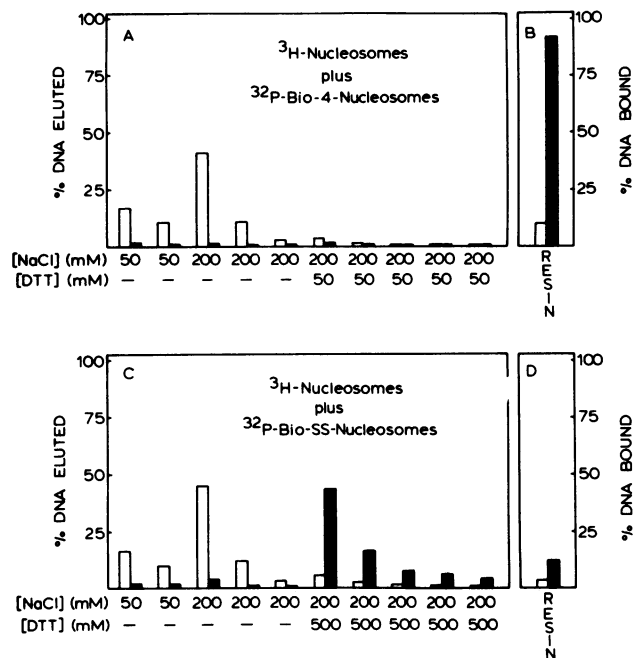 A
³H-Nucleosomes
plus
³²P-Bio-4-Nucleosomes
% DNA ELUTED
100
75
50
25
[NaCl] (mM) 50 50 200 200 200 200 200 200 200 200
[DTT] (mM) – – – – – 50 50 50 50 50
B
100
75
50
25
% DNA BOUND
RESIN
C
³H-Nucleosomes
plus
³²P-Bio-SS-Nucleosomes
% DNA ELUTED
100
75
50
25
[NaCl] (mM) 50 50 200 200 200 200 200 200 200 200
[DTT] (mM) – – – – – 500 500 500 500 500
D
100
75
50
25
% DNA BOUND
RESIN